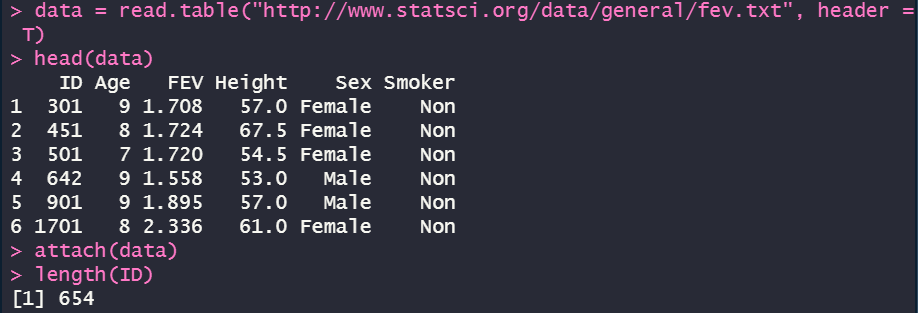 > data = read.table("http://www.statsci.org/data/general/fev.txt", header =
 T)
> head(data)
    ID Age   FEV Height    Sex Smoker
1  301   9 1.708   57.0 Female    Non
2  451   8 1.724   67.5 Female    Non
3  501   7 1.720   54.5 Female    Non
4  642   9 1.558   53.0   Male    Non
5  901   9 1.895   57.0   Male    Non
6 1701   8 2.336   61.0 Female    Non
> attach(data)
> length(ID)
[1] 654